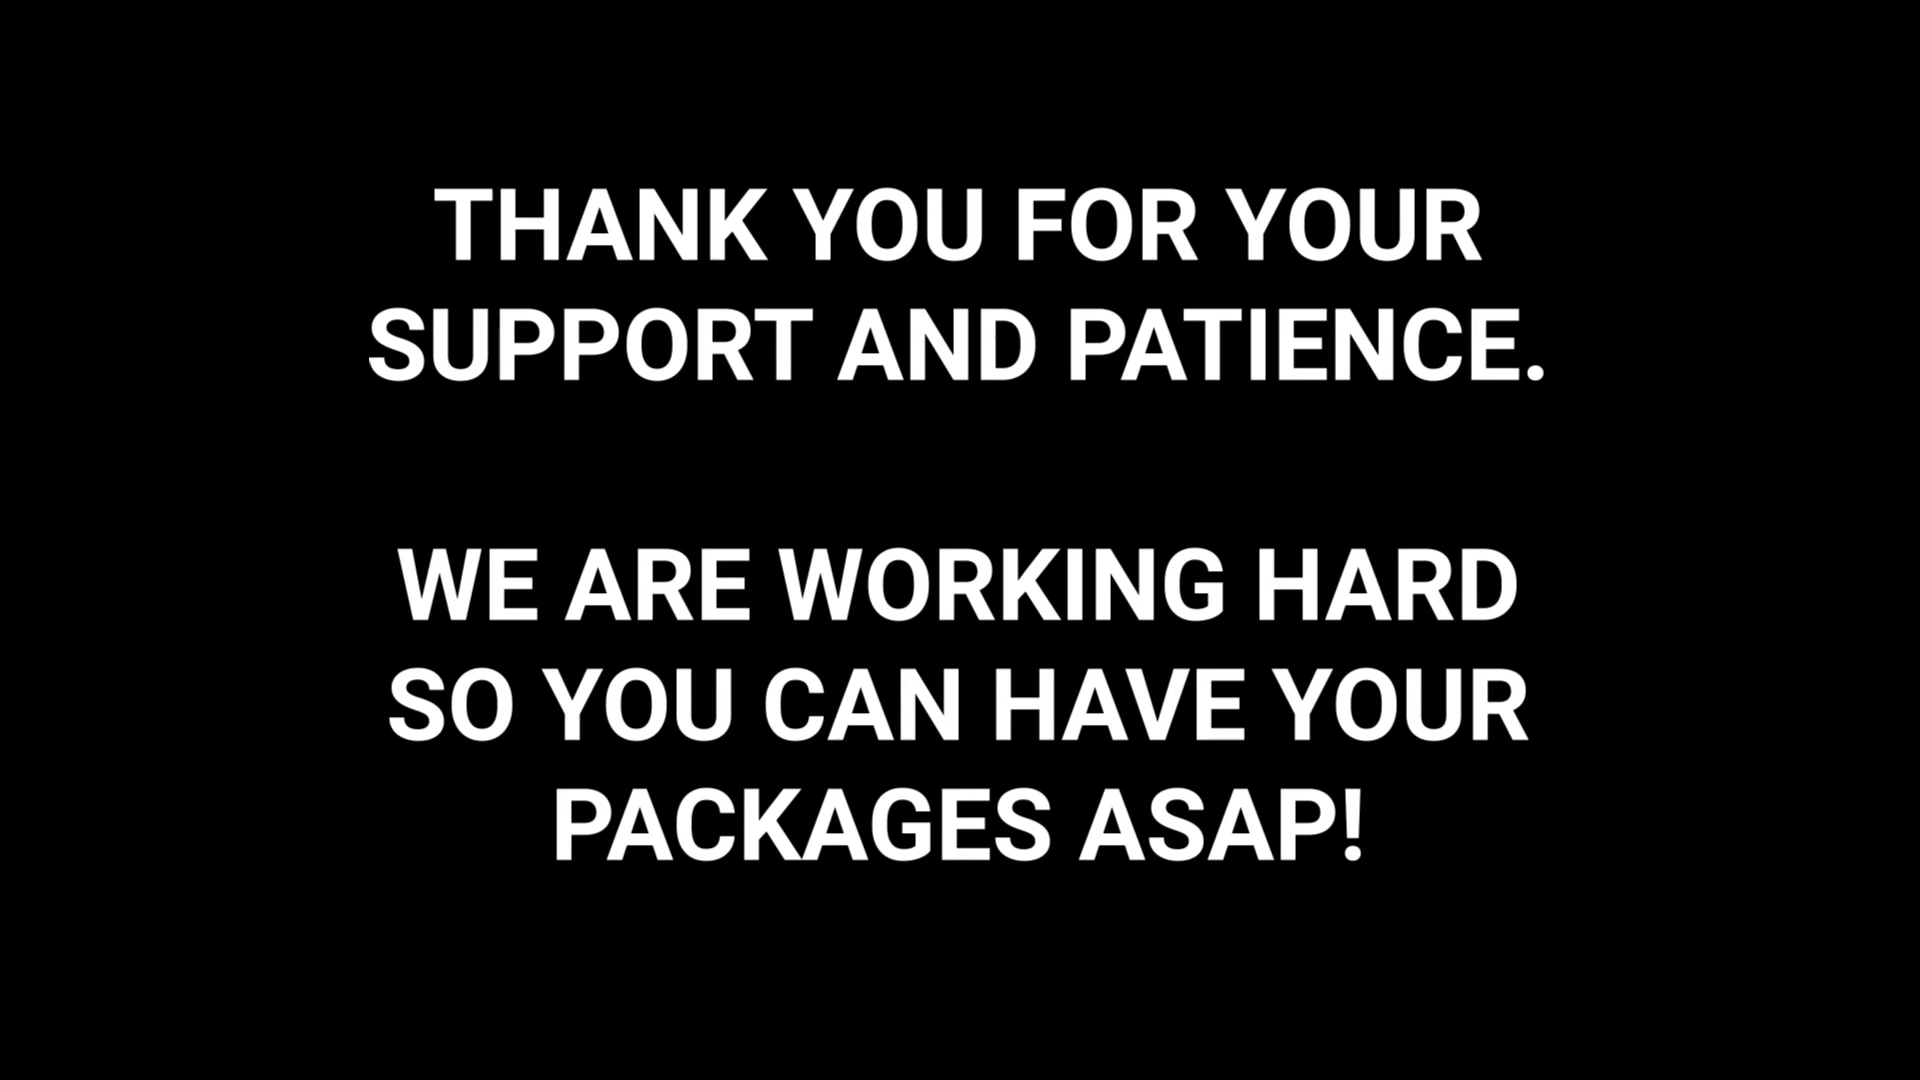 THANK YOU FOR YOUR
SUPPORT AND PATIENCE.
WE ARE WORKING HARD
SO YOU CAN HAVE YOUR
PACKAGES ASAP!